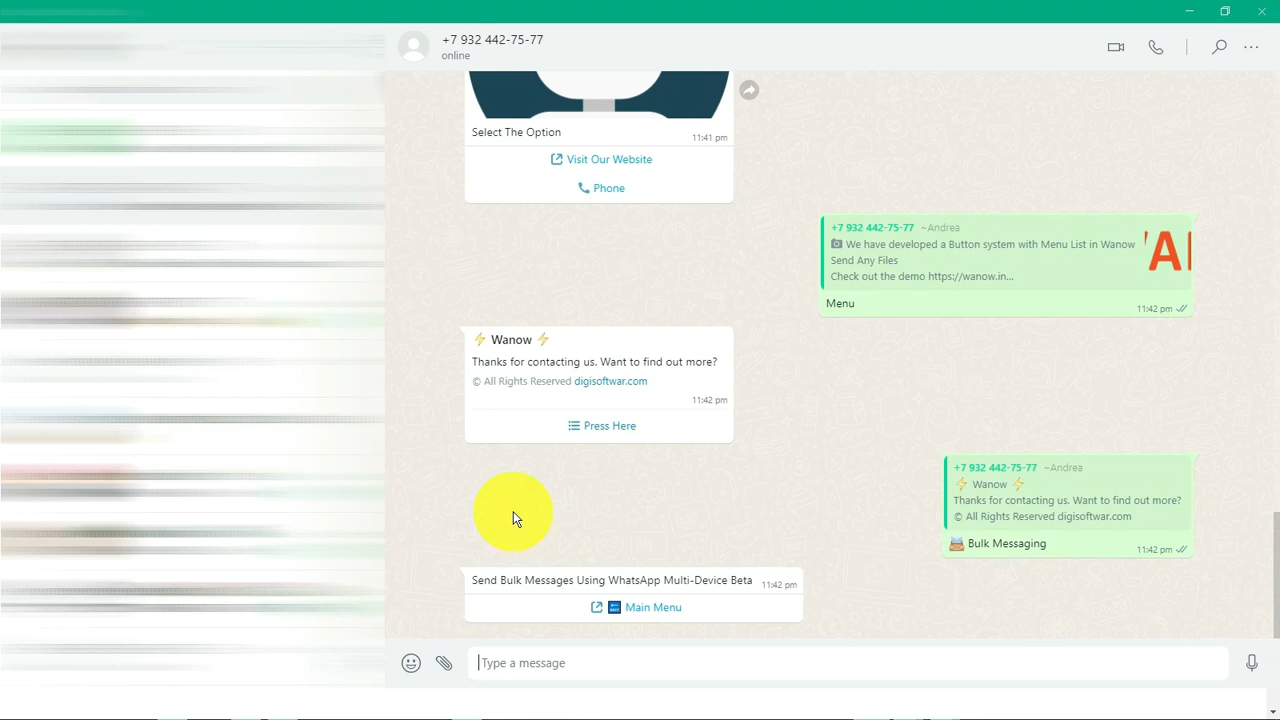 +7 932 442-75-77
online
Select The Option
11:41 pm
Visit Our Website
Phone
+7 932 442-75-77 ~Andrea
We have developed a Button system with Menu List in Wanow
Send Any Files
Check out the demo https://wanow.in...
Menu
11:42 pm
⚡ Wanow ⚡
Thanks for contacting us. Want to find out more?
© All Rights Reserved digisoftwar.com
11:42 pm
Press Here
+7 932 442-75-77 ~Andrea
⚡ Wanow ⚡
Thanks for contacting us. Want to find out more?
© All Rights Reserved digisoftwar.com
Bulk Messaging
11:42 pm
Send Bulk Messages Using WhatsApp Multi-Device Beta 11:42 pm
Main Menu
Type a message